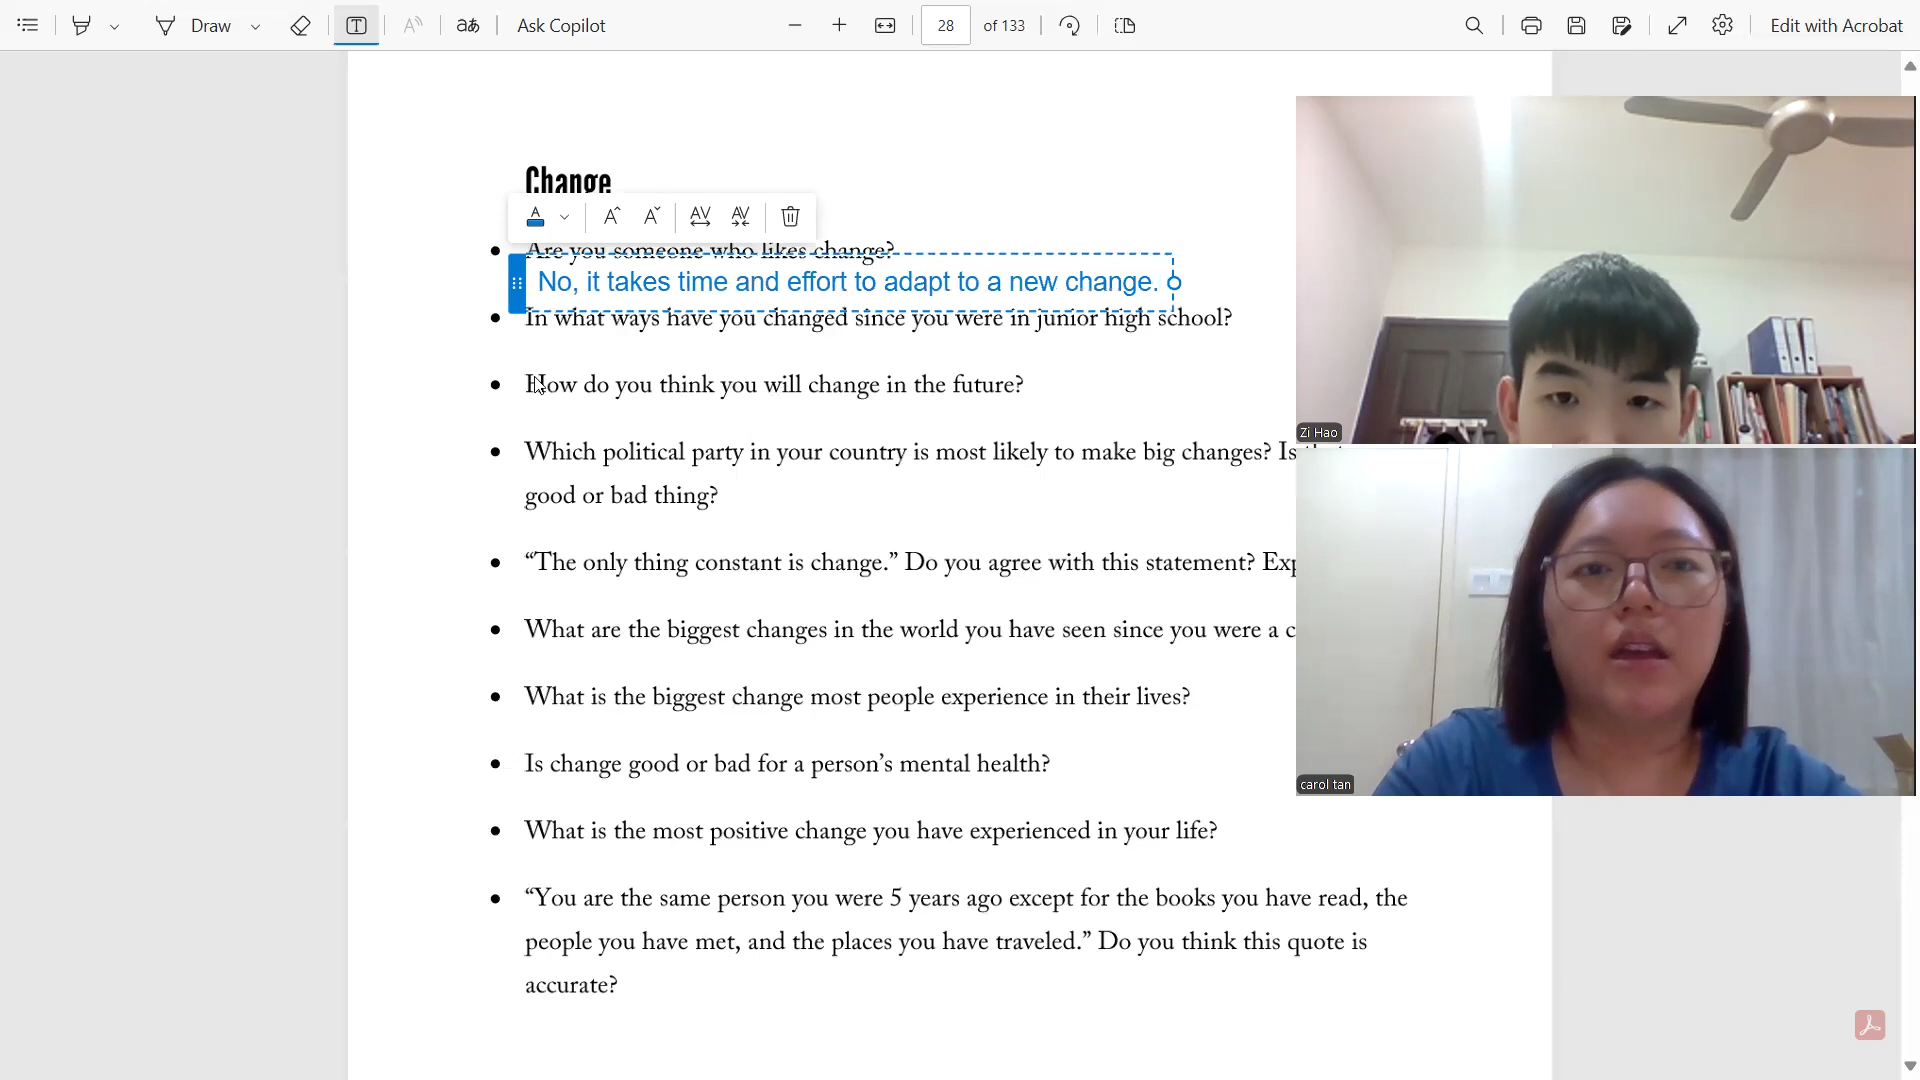 Draw
aあ
Ask Copilot
28
of 133
Edit with Acrobat
Change
Are you someone who likes change?
No, it takes time and effort to adapt to a new change.
In what ways have you changed since you were in junior high school?
How do you think you will change in the future?
Which political party in your country is most likely to make big changes? Is
good or bad thing?
“The only thing constant is change.” Do you agree with this statement?
What are the biggest changes in the world you have seen since you were a
What is the biggest change most people experience in their lives?
Is change good or bad for a person’s mental health?
What is the most positive change you have experienced in your life?
“You are the same person you were 5 years ago except for the books you have read, the
people you have met, and the places you have traveled.” Do you think this quote is
accurate?
Zi Hao
carol tan